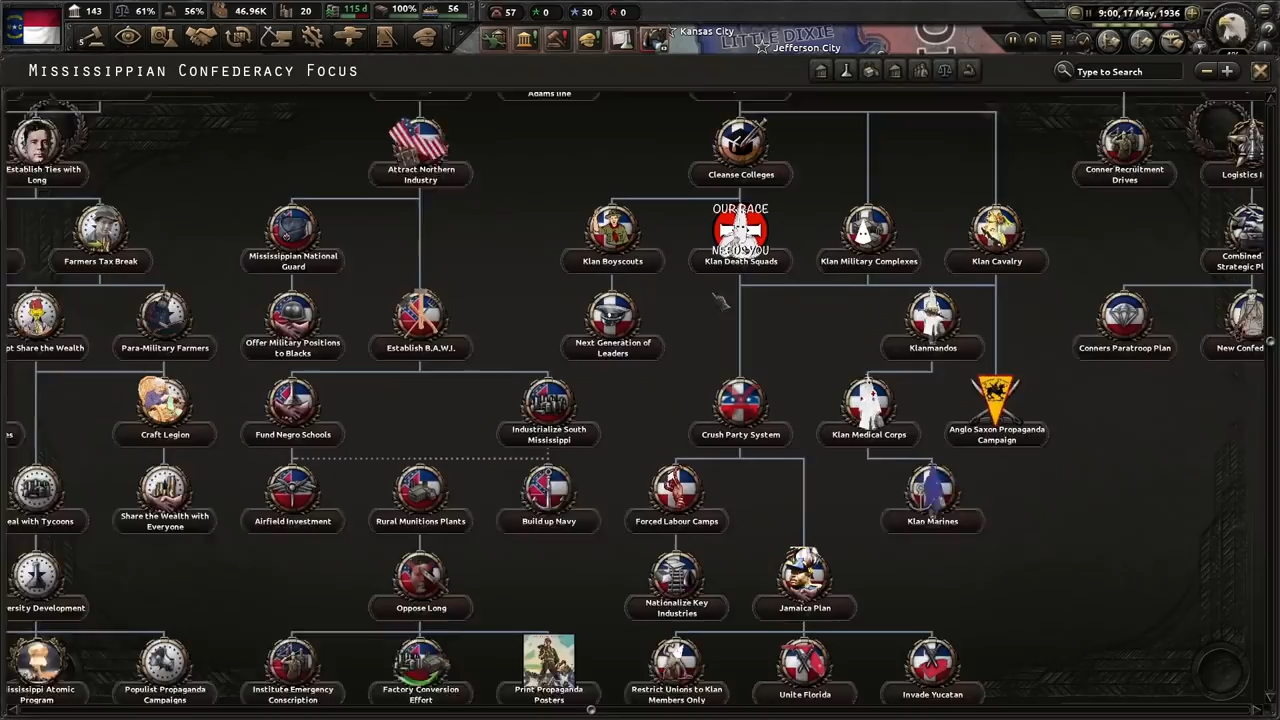 143
61%
56%
46.96K
20
115 d
100%
56
57
0
30
0
9:00, 17 May, 1936
Kansas City
LITTLE DIXIE
Jefferson City
MISSISSIPPIAN CONFEDERACY FOCUS
Type to Search
Adams line
Establish Ties with
Long
Attract Northern
Industry
Cleanse Colleges
Conner Recruitment
Drives
Logistics
Farmers Tax Break
Mississippian National
Guard
Klan Boyscouts
OUR RACE
NEEDS YOU
Klan Death Squads
Klan Military Complexes
Klan Cavalry
Combined
Strategic Pl
pt Share the Wealth
Para-Military Farmers
Offer Military Positions
to Blacks
Establish B.A.W.I.
Next Generation of
Leaders
Klanmandos
Conners Paratroop Plan
New Confed
Craft Legion
Fund Negro Schools
Industrialize South
Mississippi
Crush Party System
Klan Medical Corps
Anglo Saxon Propaganda
Campaign
eal with Tycoons
Share the Wealth with
Everyone
Airfield Investment
Rural Munitions Plants
Build up Navy
Forced Labour Camps
Klan Marines
versity Development
Oppose Long
Nationalize Key
Industries
Jamaica Plan
ississippi Atomic
Program
Populist Propaganda
Campaigns
Institute Emergency
Conscription
Factory Conversion
Effort
Print Propaganda
Posters
Restrict Unions to Klan
Members Only
Unite Florida
Invade Yucatan